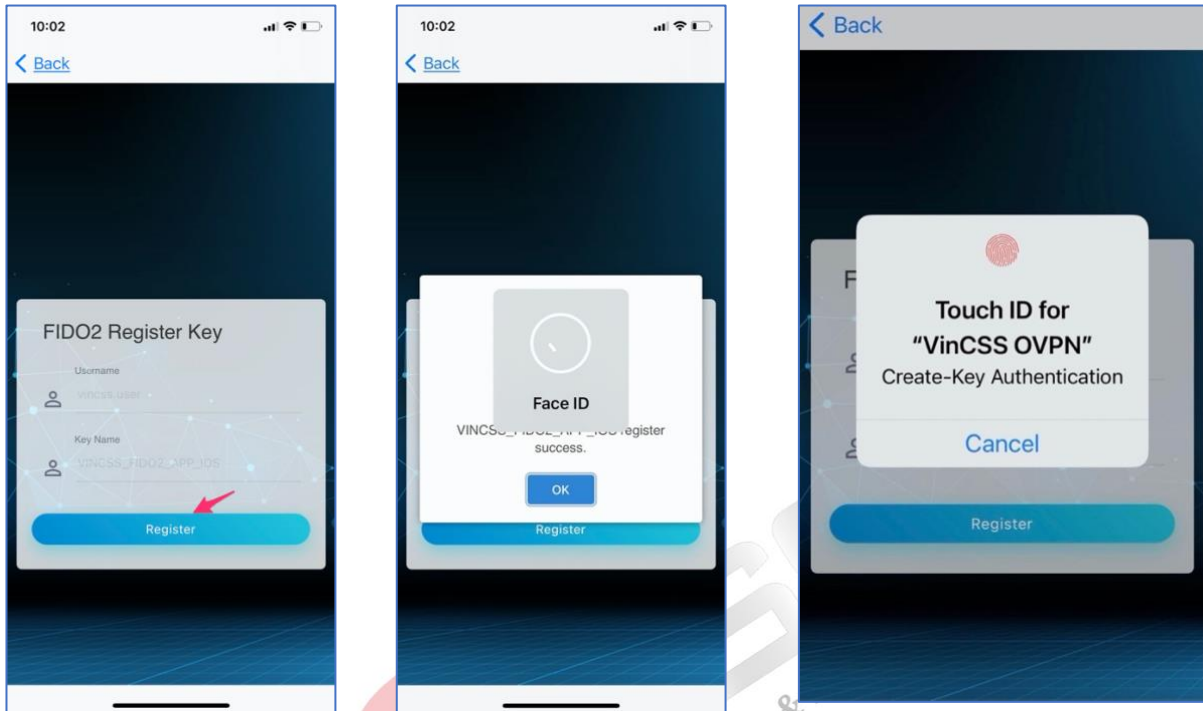 10:02
Back
FIDO2 Register Key
Username
vincss.user
Key Name
VINCSS_FIDO2_APP_IOS
Register
10:02
Back
Face ID
register
success.
OK
Register
Back
F
Touch ID for
“VinCSS OVPN”
Create-Key Authentication
Cancel
Register
&